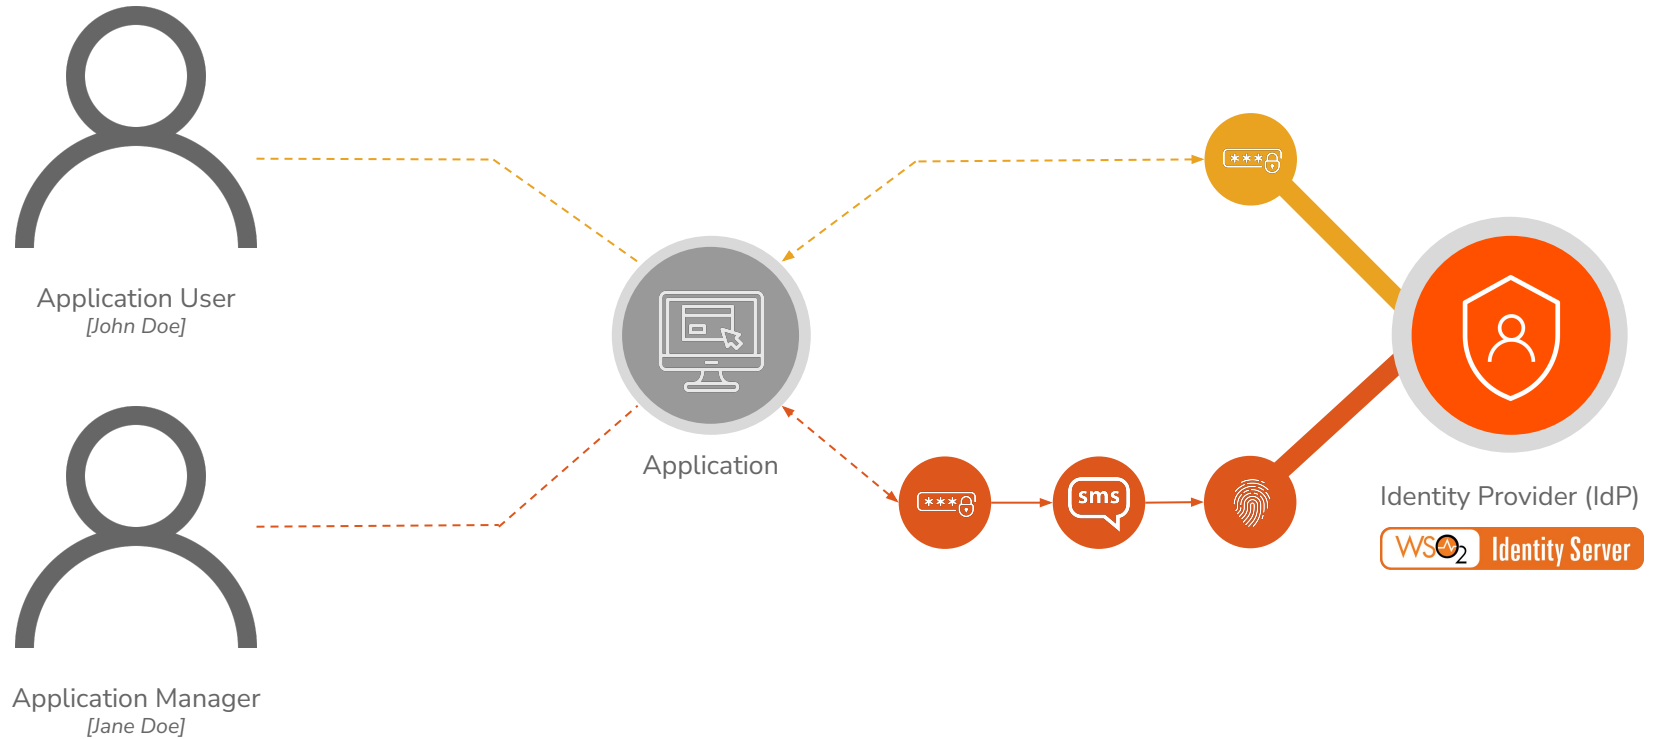 Application User
[John Doe]
***
Application
sms
***
Identity Provider (IdP)
WSO2 Identity Server
Application Manager
[Jane Doe]